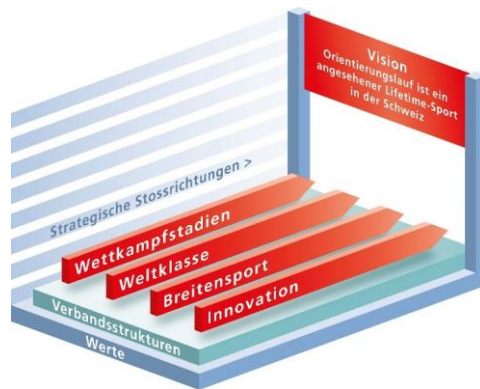 Vision
Orientierungslauf ist ein
angesehener Lifetime-Sport
in der Schweiz
Strategische Stossrichtungen >
Wettkampfstadien
Weltklasse
Breitensport
Innovation
Verbandsstrukturen
Werte